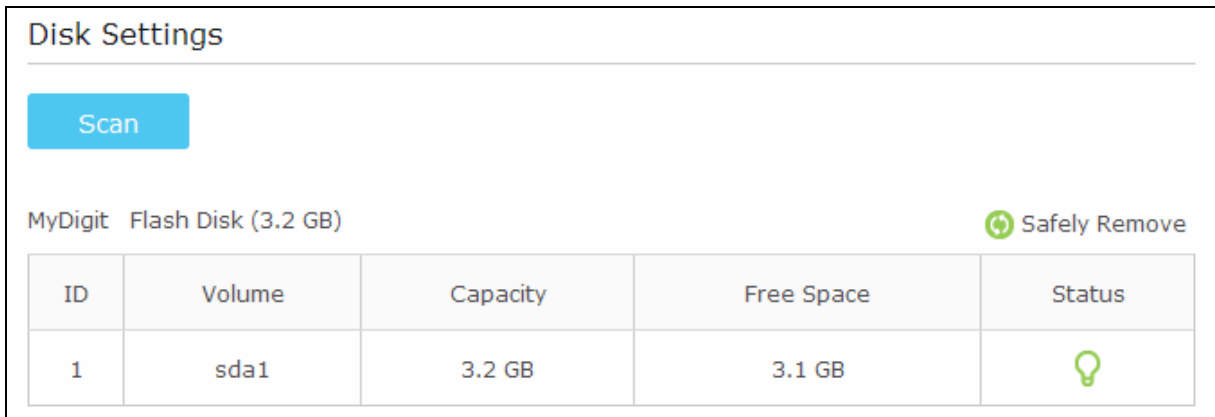 Disk Settings
Scan
MyDigit Flash Disk (3.2 GB) Safely Remove
ID Volume Capacity Free Space Status
1 sda1 3.2 GB 3.1 GB